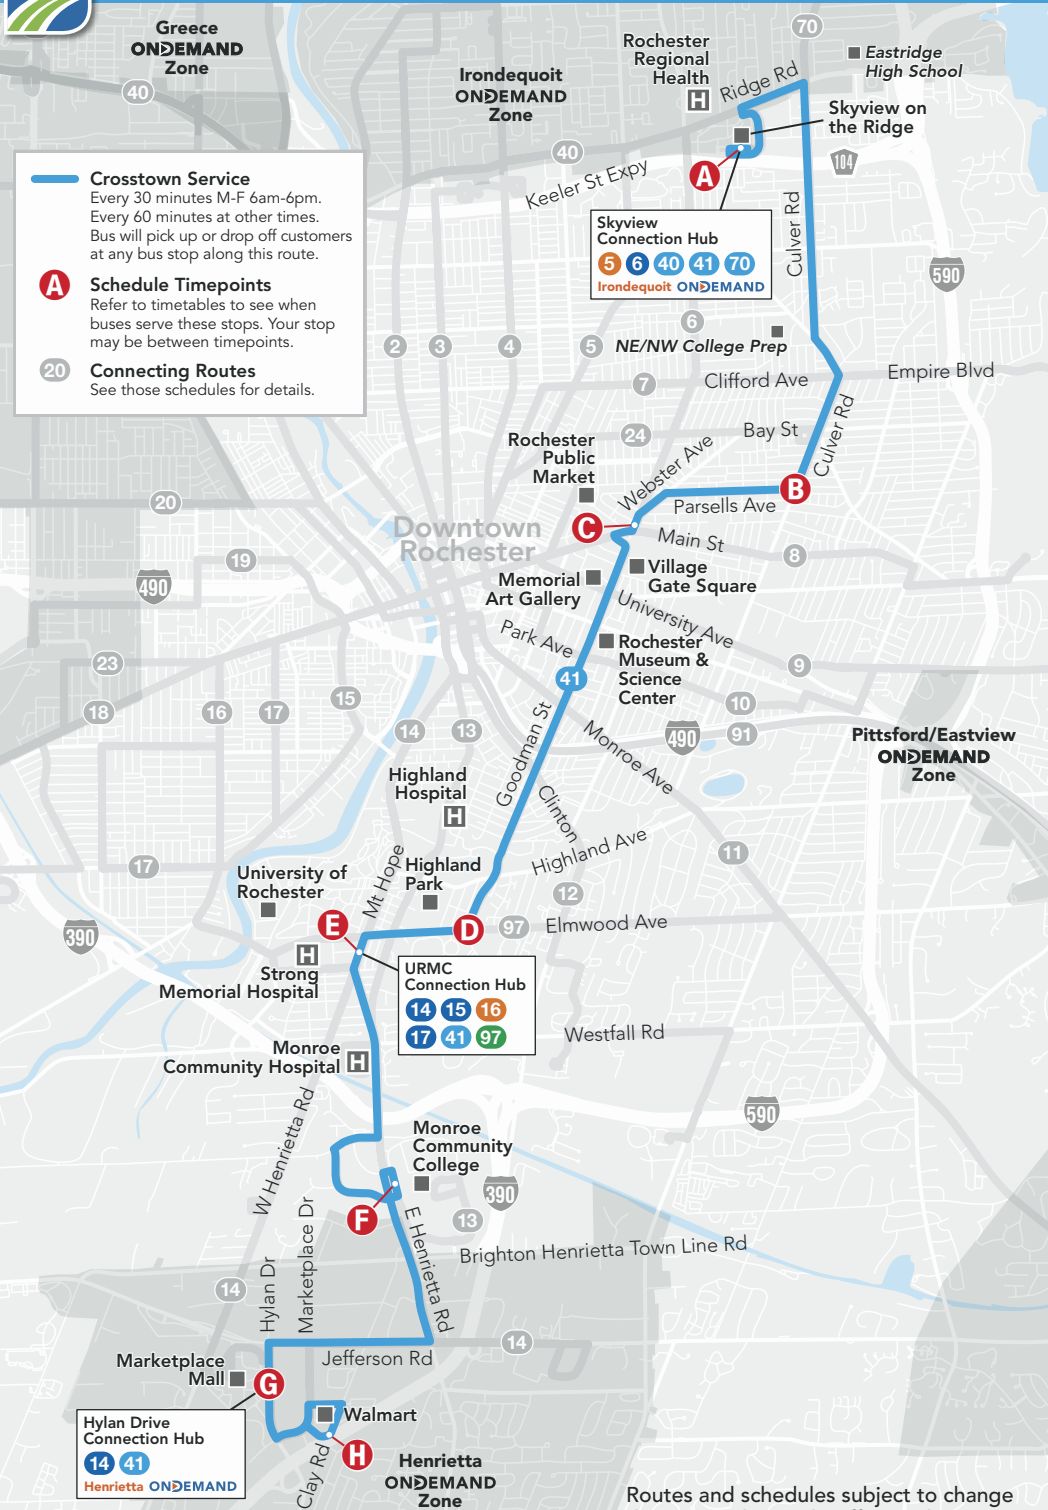 70
Greece
ONDEMAND
Zone
Rochester
Regional
Health
H
Eastridge
High School
Irondequoit
ONDEMAND
Zone
Ridge Rd
40
Skyview on
the Ridge
40
104
Keeler St Expy
A
Culver Rd
Crosstown Service
Every 30 minutes M-F 6am-6pm.
Every 60 minutes at other times.
Bus will pick up or drop off customers
at any bus stop along this route.
A
Schedule Timepoints
Refer to timetables to see when
buses serve these stops. Your stop
may be between timepoints.
20
Connecting Routes
See those schedules for details.
Skyview
Connection Hub
5 6 40 41 70
Irondequoit ONDEMAND
590
6
2
3
4
5
NE/NW College Prep
7
Clifford Ave
Empire Blvd
24
Bay St
Culver Rd
Rochester
Public
Market
Webster Ave
B
Parsells Ave
20
C
Downtown
Rochester
Main St
8
19
490
Memorial
Art Gallery
Village
Gate Square
University Ave
Park Ave
Rochester
Museum &
Science
Center
23
9
41
18
16
17
15
10
14
13
490
91
Goodman St
Monroe Ave
Pittsford/Eastview
ONDEMAND
Zone
Highland
Hospital
H
Clinton
Highland Ave
11
17
Mt Hope
Highland
Park
University of
Rochester
12
E
D
97
Elmwood Ave
390
H
Strong
Memorial Hospital
URMC
Connection Hub
14 15 16
17 41 97
Westfall Rd
Monroe
Community Hospital
H
W Henrietta Rd
590
Monroe
Community
College
390
F
13
E Henrietta Rd
Marketplace Dr
Hylan Dr
Brighton Henrietta Town Line Rd
14
14
Jefferson Rd
Marketplace
Mall
G
Walmart
Hylan Drive
Connection Hub
14 41
Henrietta ONDEMAND
Clay Rd
H
Henrietta
ONDEMAND
Zone
Routes and schedules subject to change